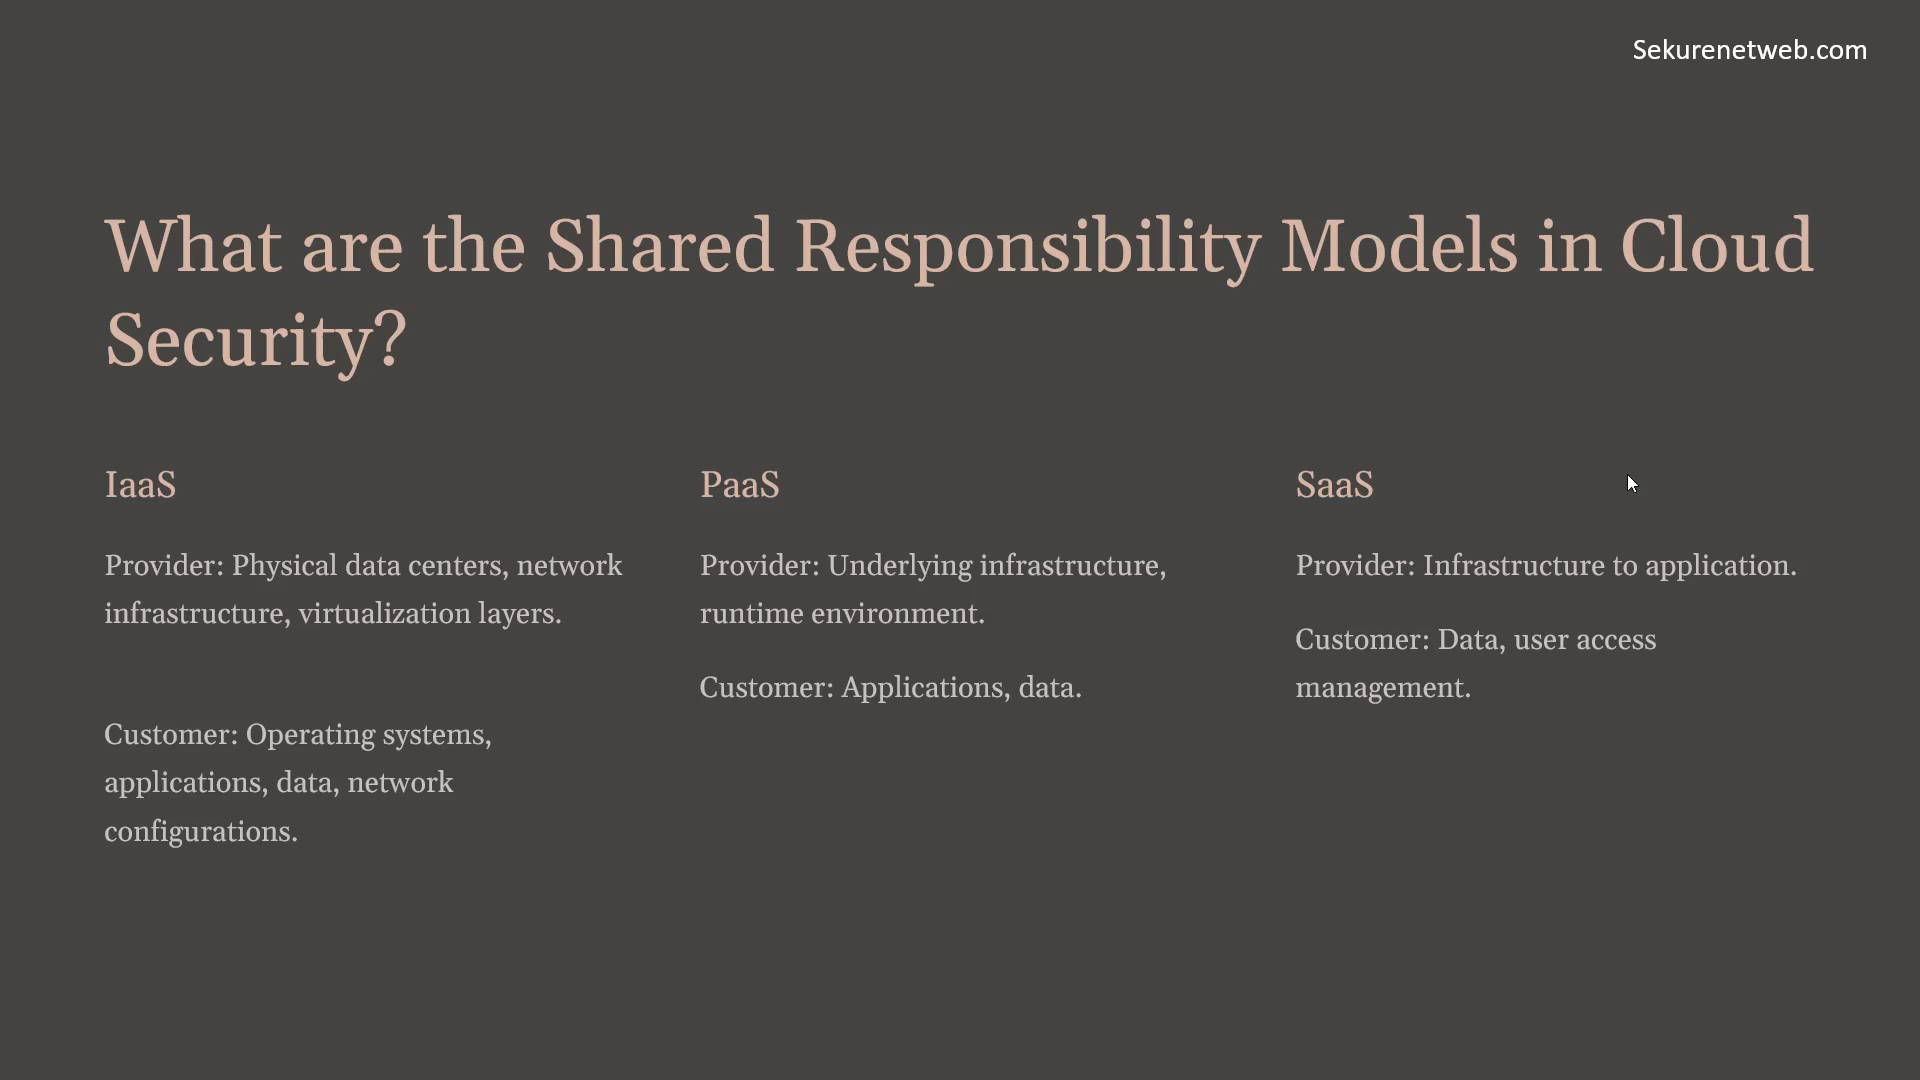 Sekurenetweb.com
What are the Shared Responsibility Models in Cloud
Security?
IaaS
Provider: Physical data centers, network
infrastructure, virtualization layers.
Customer: Operating systems,
applications, data, network
configurations.
PaaS
Provider: Underlying infrastructure,
runtime environment.
Customer: Applications, data.
SaaS
Provider: Infrastructure to application.
Customer: Data, user access
management.